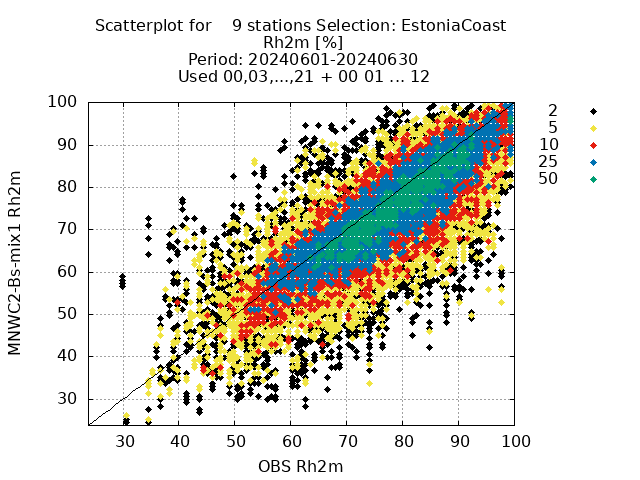 Scatterplot for 9 stations Selection: EstoniaCoast
Rh2m [%]
Period: 20240601-20240630
Used 00,03,...,21 + 00 01 ... 12
100
90
80
70
60
50
40
30
30 40 50 60 70 80 90 100
MNWC2-Bs-mix1 Rh2m
OBS Rh2m
2
5
10
25
50